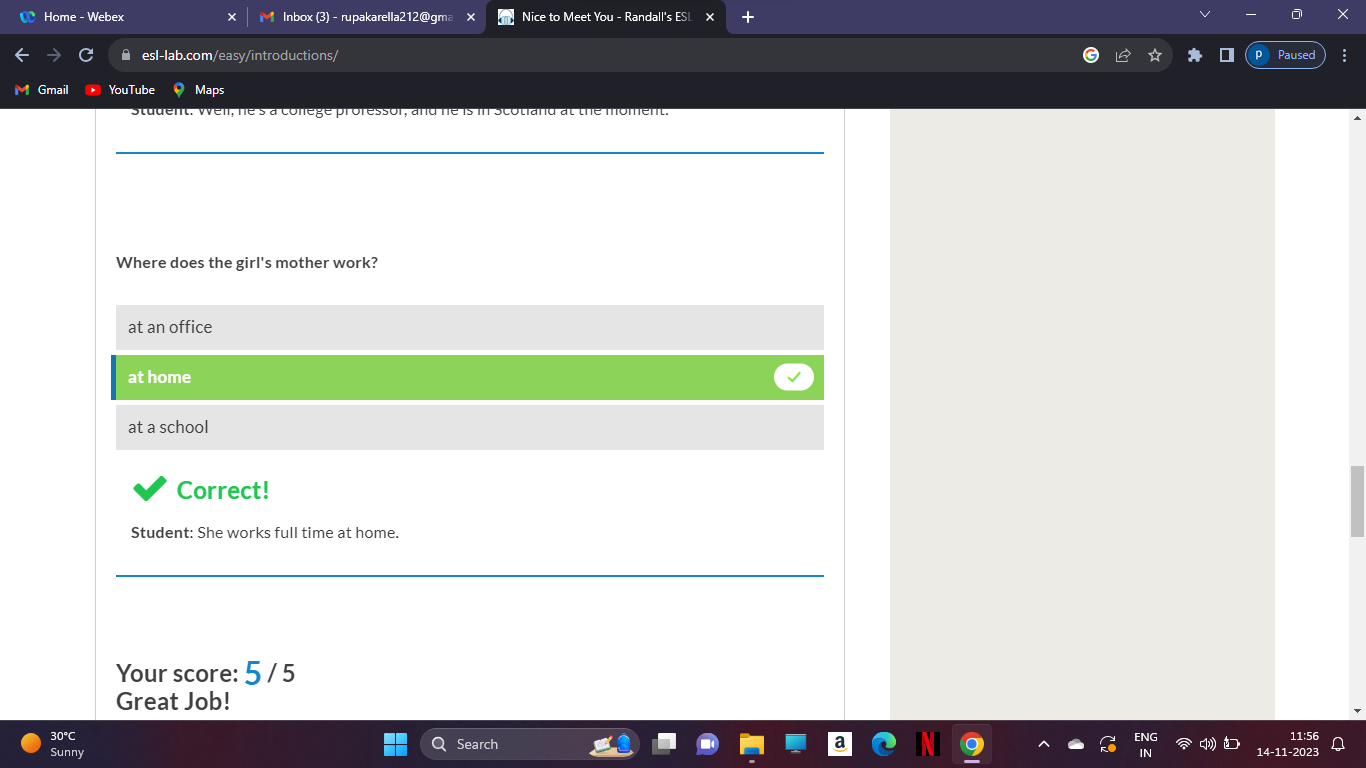 Home - Webex
Inbox (3) - rupakarella212@gma
Nice to Meet You - Randall's ESL
esl-lab.com/easy/introductions/
p Paused
Gmail YouTube Maps
Student: Well, he's a college professor, and he is in Scotland at the moment.
Where does the girl's mother work?
at an office
at home
at a school
Correct!
Student: She works full time at home.
Your score: 5 / 5
Great Job!
30°C
Sunny
Search
a
N
ENG
IN
11:56
14-11-2023